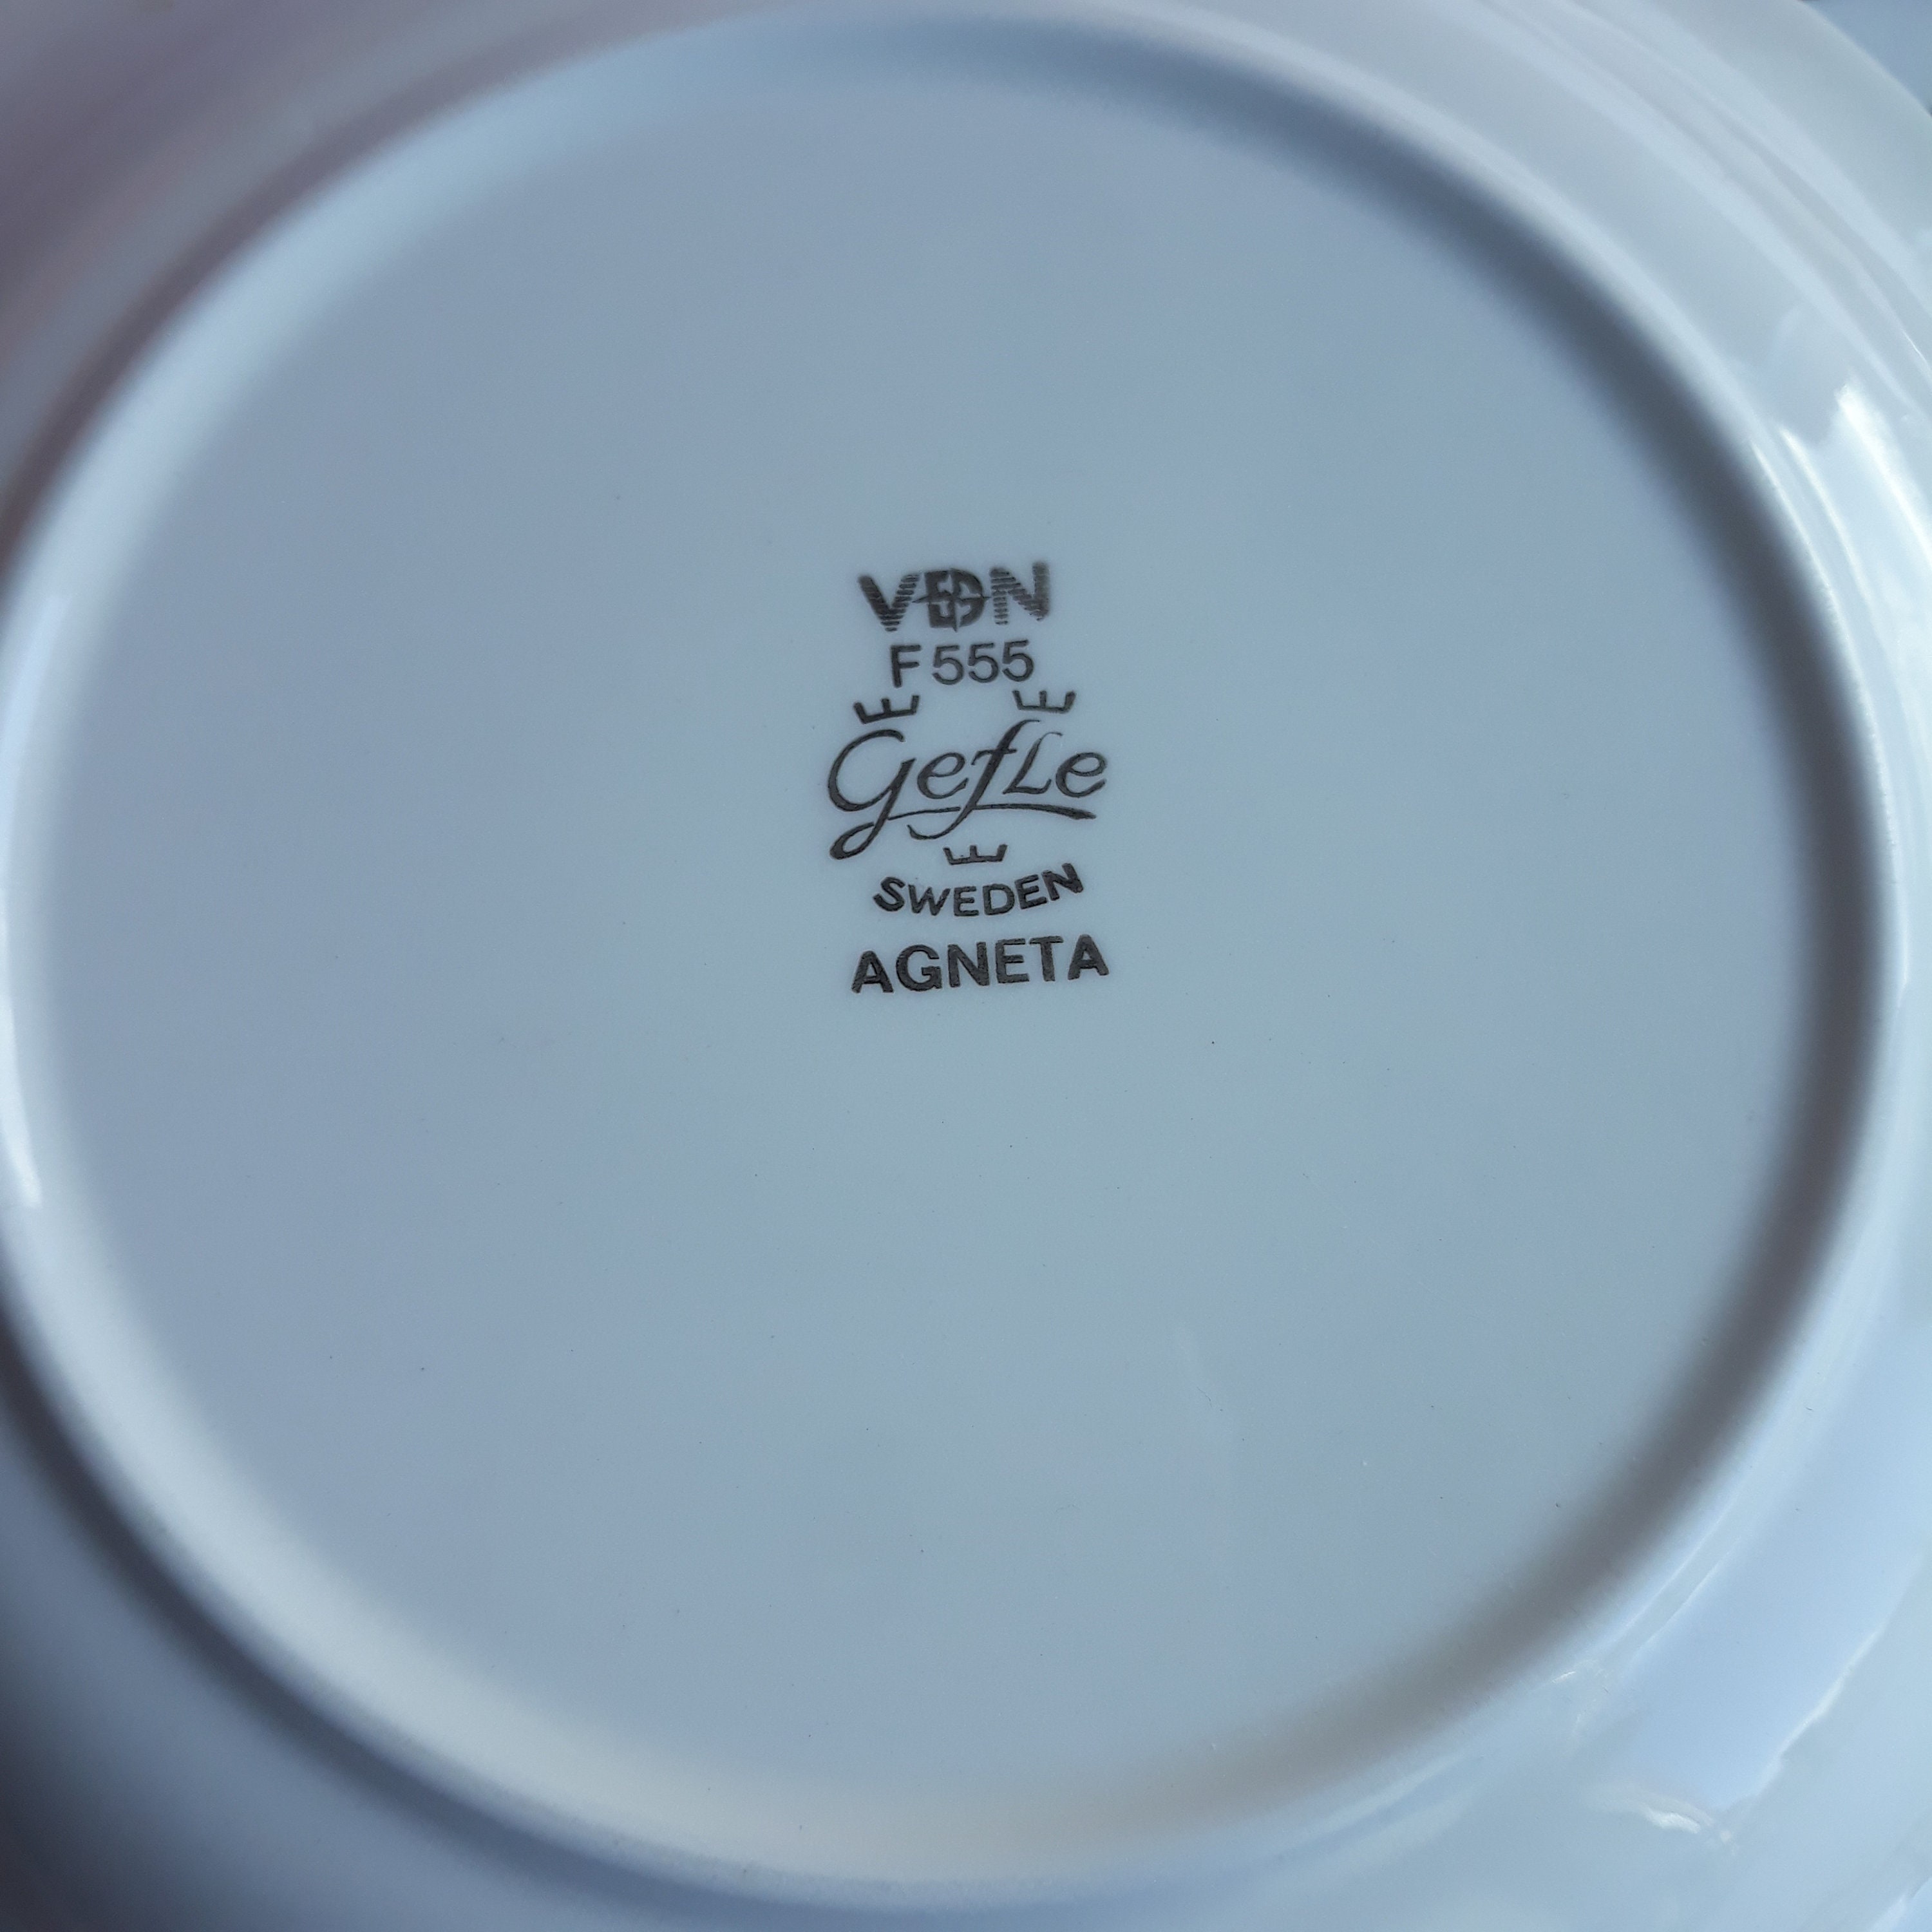 VDN
F555
Gefle
SWEDEN
AGNETA